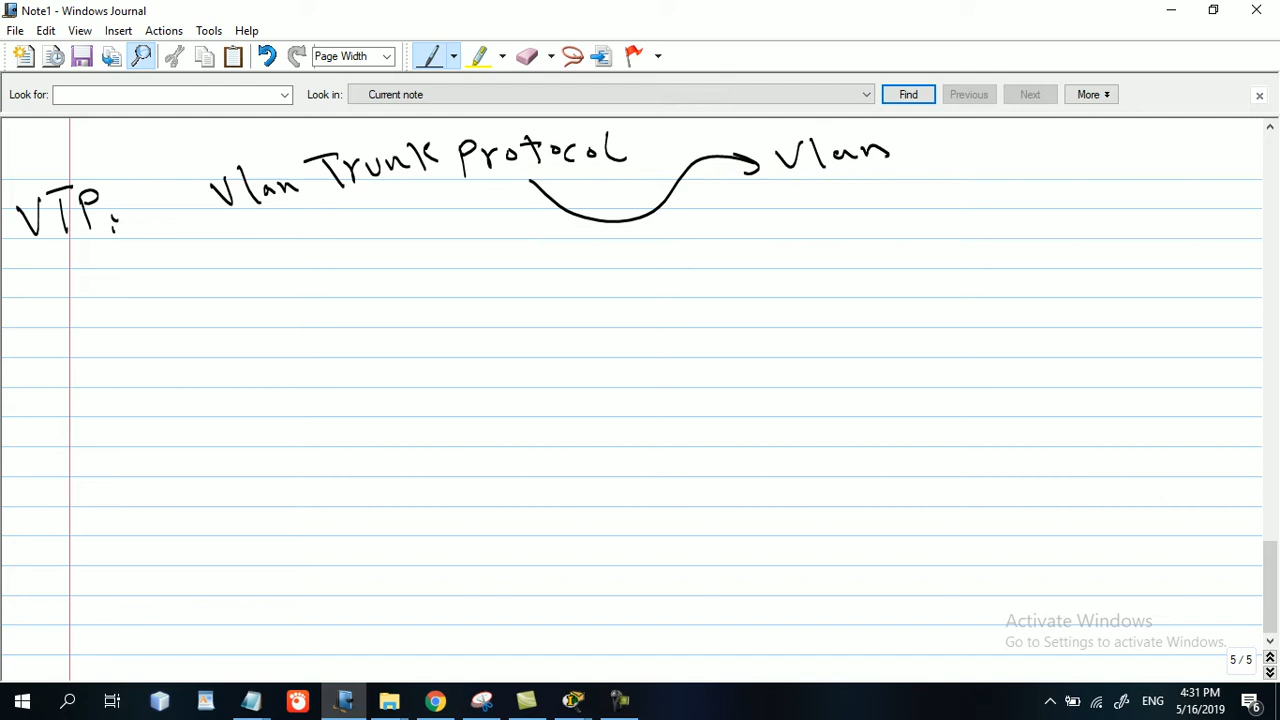 Note1 - Windows Journal
File Edit View Insert Actions Tools Help
Page Width
Look for: Look in: Current note Find Previous Next More
Vlan Trunk Protocol Vlan
VTP:
Activate Windows
Go to Settings to activate Windows.
5 / 5
ENG 4:31 PM
5/16/2019 6